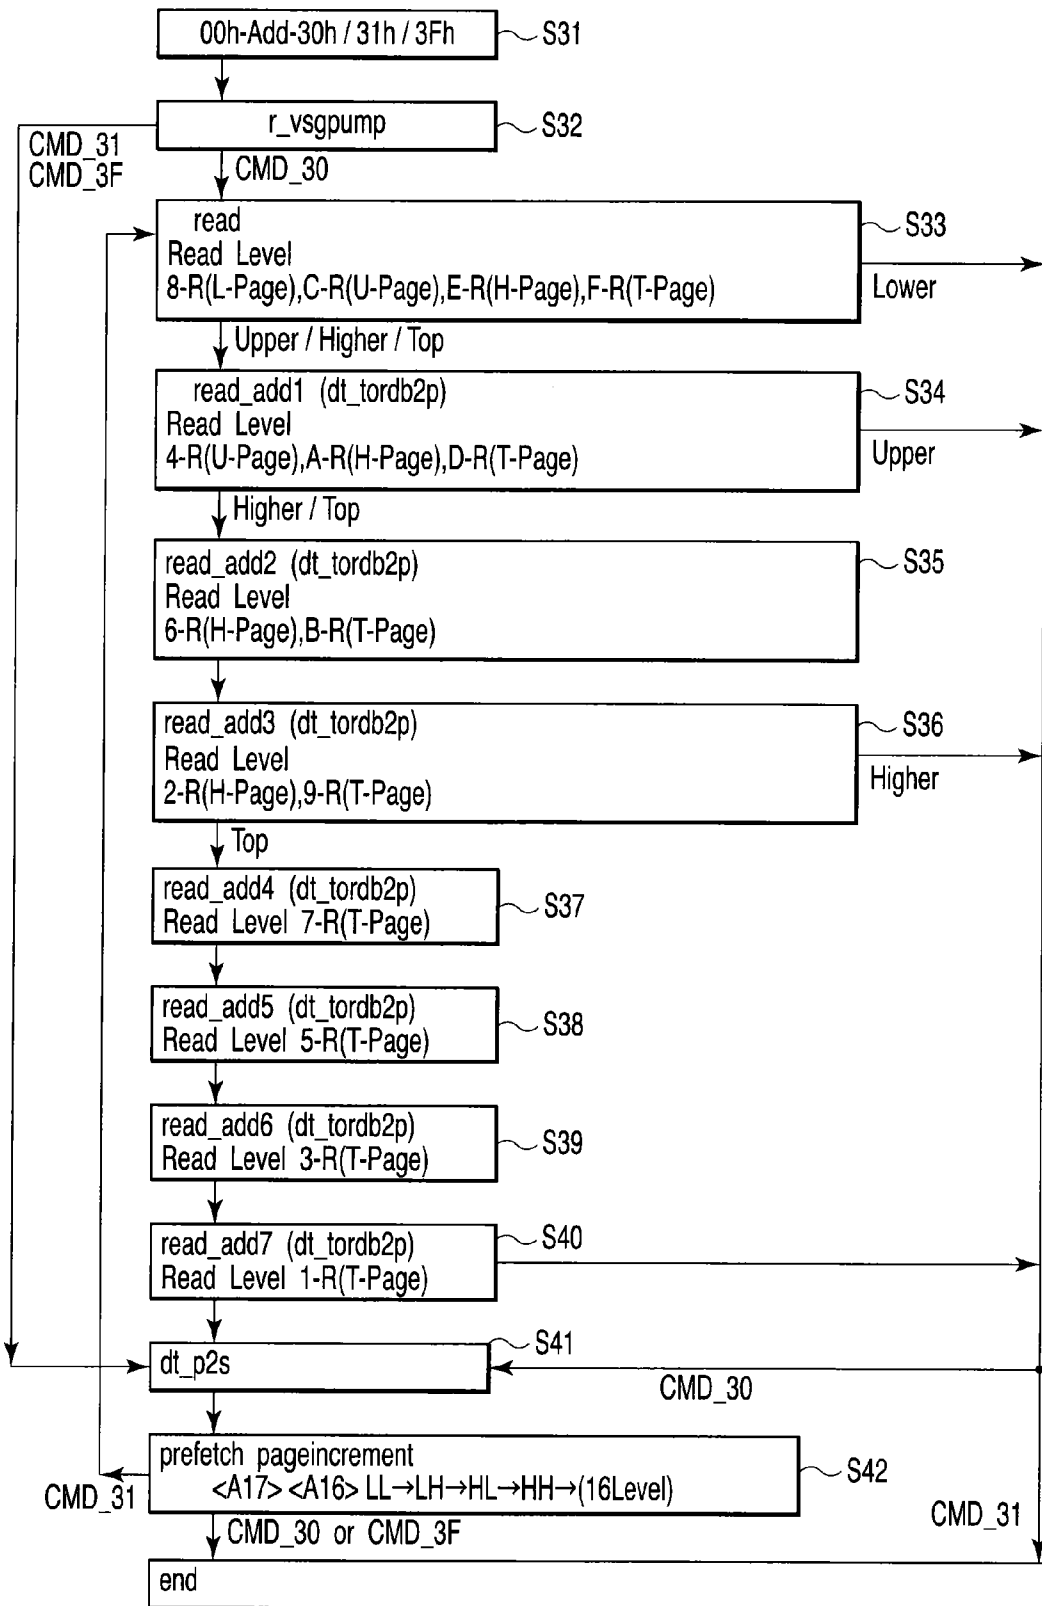 00h-Add-30h / 31h / 3Fh
S31
r_vsgpump
S32
CMD_31
CMD_3F
CMD_30
read
Read Level
8-R(L-Page),C-R(U-Page),E-R(H-Page),F-R(T-Page)
S33
Lower
Upper / Higher / Top
read_add1 (dt_tordb2p)
Read Level
4-R(U-Page),A-R(H-Page),D-R(T-Page)
S34
Upper
Higher / Top
read_add2 (dt_tordb2p)
Read Level
6-R(H-Page),B-R(T-Page)
S35
read_add3 (dt_tordb2p)
Read Level
2-R(H-Page),9-R(T-Page)
S36
Higher
Top
read_add4 (dt_tordb2p)
Read Level 7-R(T-Page)
S37
read_add5 (dt_tordb2p)
Read Level 5-R(T-Page)
S38
read_add6 (dt_tordb2p)
Read Level 3-R(T-Page)
S39
read_add7 (dt_tordb2p)
Read Level 1-R(T-Page)
S40
dt_p2s
S41
CMD_30
prefetch pageincrement
<A17> <A16> LL→LH→HL→HH→(16Level)
S42
CMD_31
CMD_30 or CMD_3F
CMD_31
end